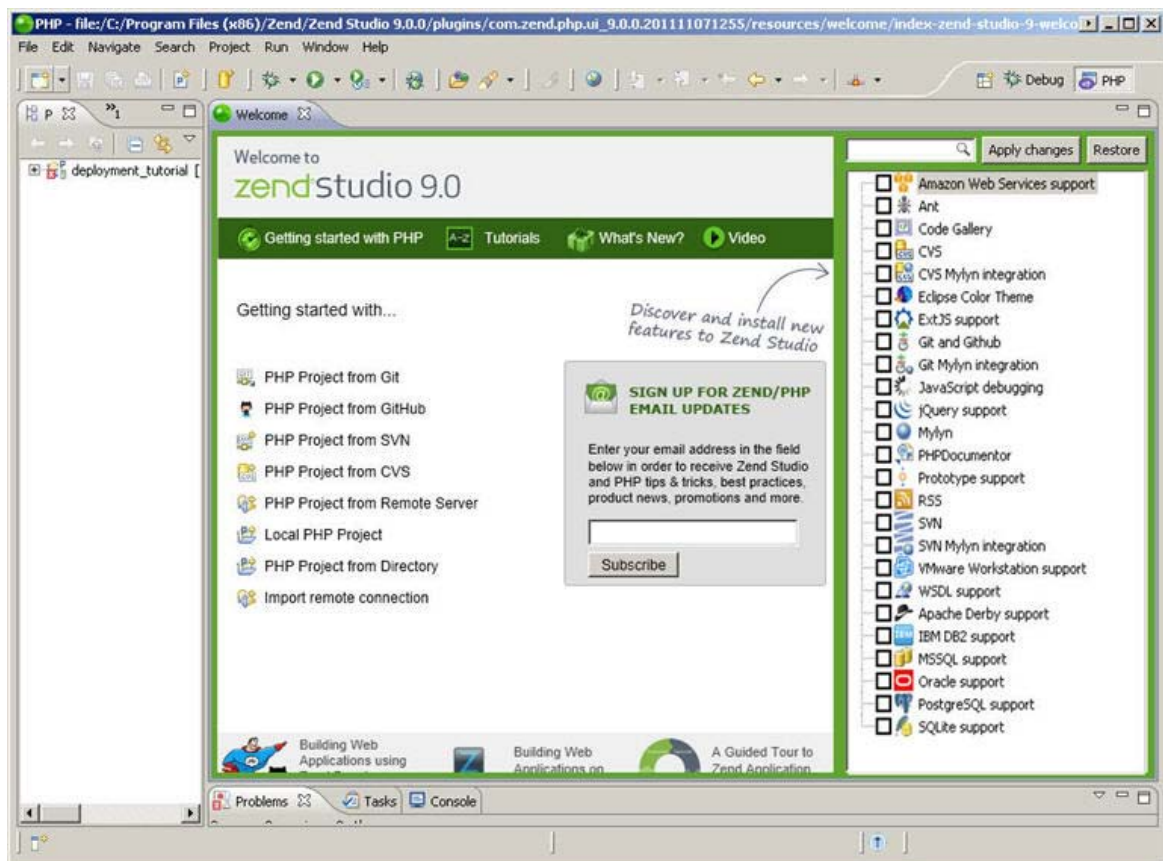 PHP - file:/C:/Program Files (x86)/Zend/Zend Studio 9.0.0/plugins/com.zend.php.ui_9.0.0.201111071255/resources/welcome/index-zend-studio-9-welco
File Edit Navigate Search Project Run Window Help
Debug PHP
P
1
Welcome
deployment_tutorial [
Welcome to
zend studio 9.0
Getting started with PHP A-Z Tutorials What's New? Video
Getting started with...
Discover and install new
features to Zend Studio
PHP Project from Git
PHP Project from GitHub
PHP Project from SVN
PHP Project from CVS
PHP Project from Remote Server
Local PHP Project
PHP Project from Directory
Import remote connection
SIGN UP FOR ZEND/PHP
EMAIL UPDATES
Enter your email address in the field
below in order to receive Zend Studio
and PHP tips & tricks, best practices,
product news, promotions and more.
Subscribe
Building Web
Applications using
Building Web
Applications on
A Guided Tour to
Zend Application
Apply changes Restore
Amazon Web Services support
Ant
Code Gallery
CVS
CVS Mylyn integration
Eclipse Color Theme
ExtJS support
Git and Github
Git Mylyn integration
JavaScript debugging
jQuery support
Mylyn
PHPDocumentor
Prototype support
RSS
SVN
SVN Mylyn integration
VMware Workstation support
WSDL support
Apache Derby support
IBM DB2 support
MSSQL support
Oracle support
PostgreSQL support
SQLite support
Problems Tasks Console